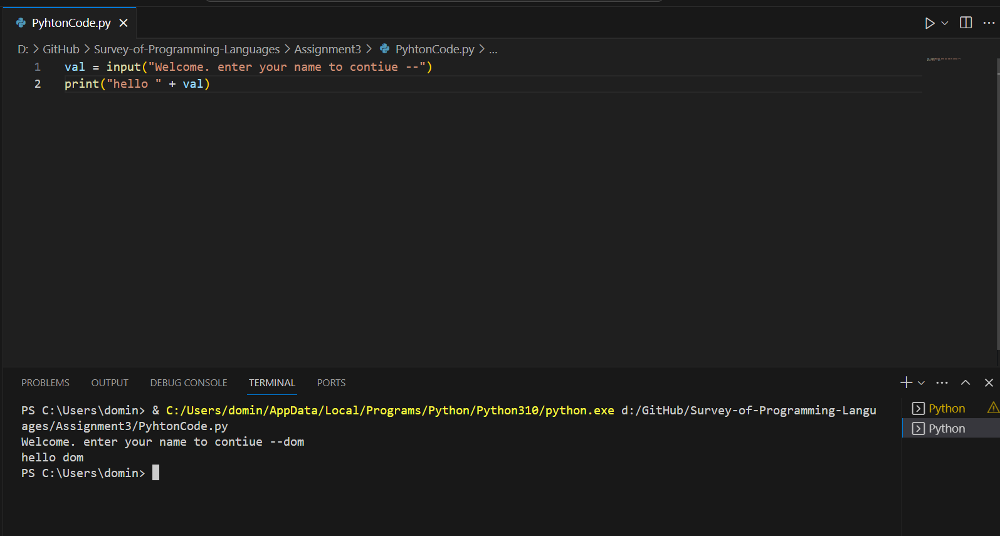 PyhtonCode.py
D: > GitHub > Survey-of-Programming-Languages > Assignment3 > PyhtonCode.py > ...
1 val = input("Welcome. enter your name to contiue --")
2 print("hello " + val)
PROBLEMS OUTPUT DEBUG CONSOLE TERMINAL PORTS
PS C:\Users\domin> & C:/Users/domin/AppData/Local/Programs/Python/Python310/python.exe d:/GitHub/Survey-of-Programming-Langu
ages/Assignment3/PyhtonCode.py
Welcome. enter your name to contiue --dom
hello dom
PS C:\Users\domin>
Python
Python